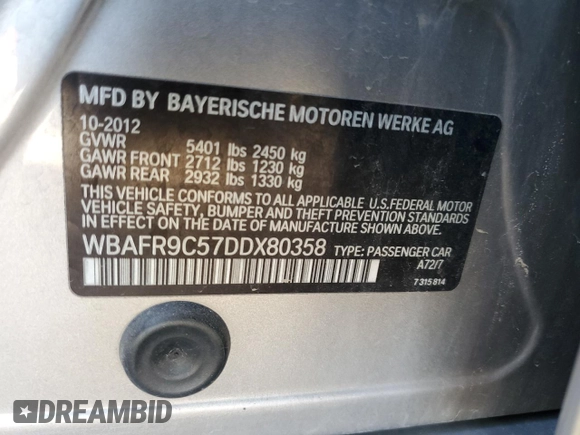 MFD BY BAYERISCHE MOTOREN WERKE AG
10-2012
GVWR 5401 lbs 2450 kg
GAWR FRONT 2712 lbs 1230 kg
GAWR REAR 2932 lbs 1330 kg
THIS VEHICLE CONFORMS TO ALL APPLICABLE U.S.FEDERAL MOTOR
VEHICLE SAFETY, BUMPER AND THEFT PREVENTION STANDARDS
IN EFFECT ON THE DATE OF MANUFACTURE SHOWN ABOVE.
WBAFR9C57DDX80358 TYPE: PASSENGER CAR
A72/7
7 315 814
DREAMBID